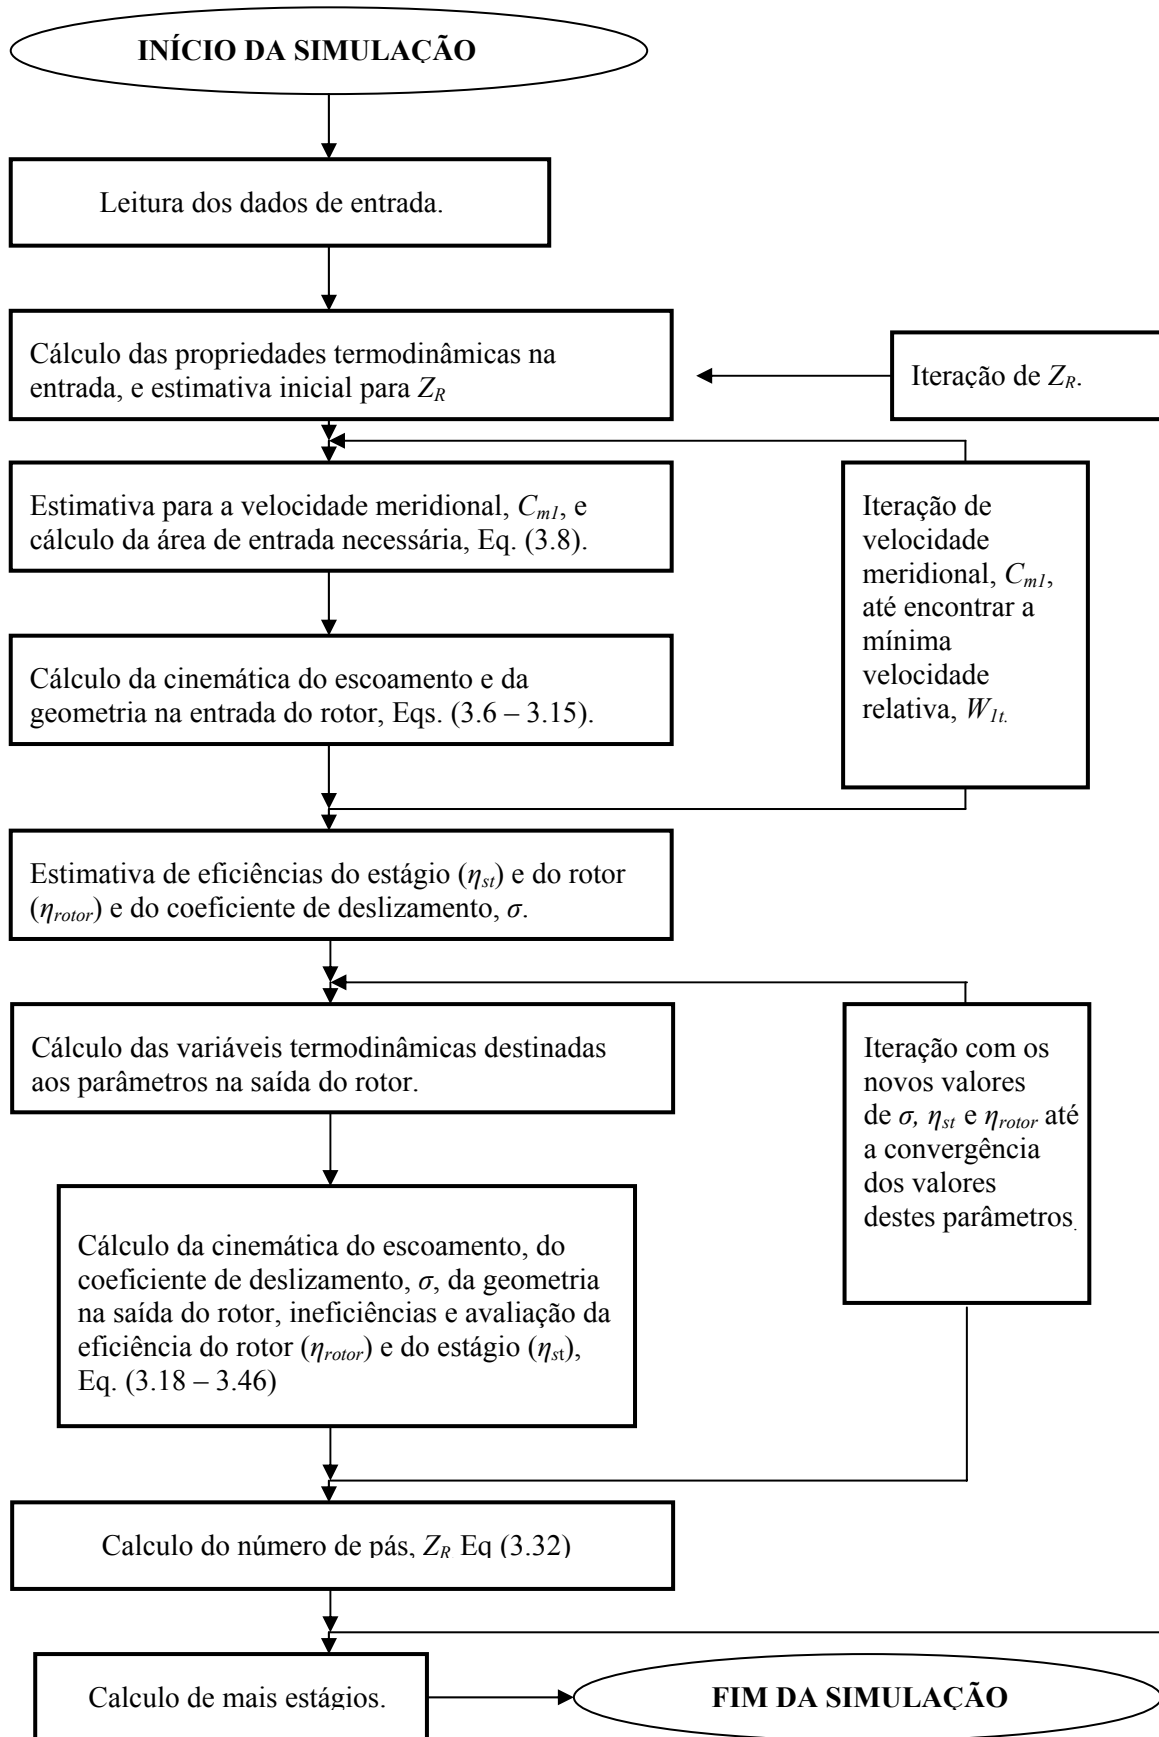 INÍCIO DA SIMULAÇÃO
Leitura dos dados de entrada.
Cálculo das propriedades termodinâmicas na
entrada, e estimativa inicial para Z_R
Iteração de Z_R.
Estimativa para a velocidade meridional, C_m1, e
cálculo da área de entrada necessária, Eq. (3.8).
Iteração de
velocidade
meridional, C_m1,
até encontrar a
mínima
velocidade
relativa, W_1t.
Cálculo da cinemática do escoamento e da
geometria na entrada do rotor, Eqs. (3.6 – 3.15).
Estimativa de eficiências do estágio (η_st) e do rotor
(η_rotor) e do coeficiente de deslizamento, σ.
Cálculo das variáveis termodinâmicas destinadas
aos parâmetros na saída do rotor.
Iteração com os
novos valores
de σ, η_st e η_rotor até
a convergência
dos valores
destes parâmetros.
Cálculo da cinemática do escoamento, do
coeficiente de deslizamento, σ, da geometria
na saída do rotor, ineficiências e avaliação da
eficiência do rotor (η_rotor) e do estágio (η_st),
Eq. (3.18 – 3.46)
Calculo do número de pás, Z_R Eq (3.32)
Calculo de mais estágios.
FIM DA SIMULAÇÃO